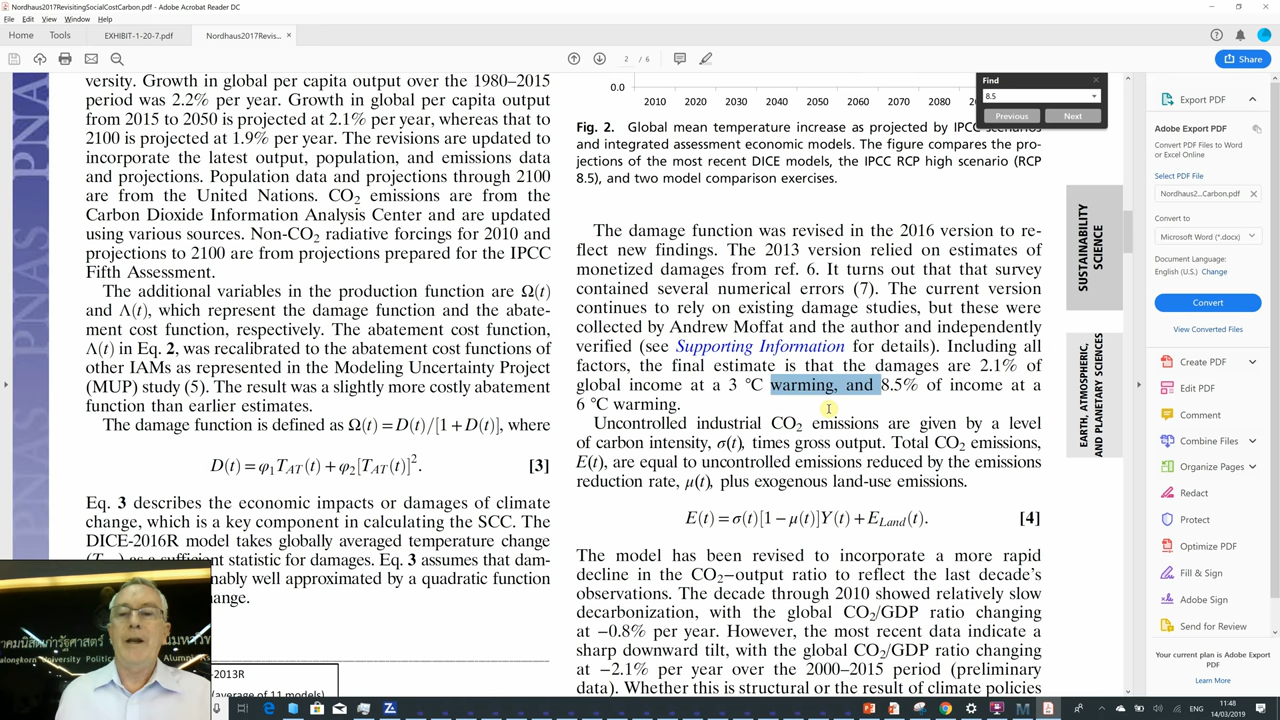 Nordhaus2017RevisitingSocialCostCarbon.pdf - Adobe Acrobat Reader DC
File Edit View Window Help
Home Tools EXHIBIT-1-20-7.pdf Nordhaus2017Revis... ×
2 / 6
Share
versity. Growth in global per capita output over the 1980–2015
period was 2.2% per year. Growth in global per capita output
from 2015 to 2050 is projected at 2.1% per year, whereas that to
2100 is projected at 1.9% per year. The revisions are updated to
incorporate the latest output, population, and emissions data
and projections. Population data and projections through 2100
are from the United Nations. CO2 emissions are from the
Carbon Dioxide Information Analysis Center and are updated
using various sources. Non-CO2 radiative forcings for 2010 and
projections to 2100 are from projections prepared for the IPCC
Fifth Assessment.
The additional variables in the production function are Ω(t)
and Λ(t), which represent the damage function and the abate-
ment cost function, respectively. The abatement cost function,
Λ(t) in Eq. 2, was recalibrated to the abatement cost functions of
other IAMs as represented in the Modeling Uncertainty Project
(MUP) study (5). The result was a slightly more costly abatement
function than earlier estimates.
The damage function is defined as Ω(t) = D(t)/[1 + D(t)], where
D(t) = φ1TAT(t) + φ2[TAT(t)]². [3]
Eq. 3 describes the economic impacts or damages of climate
change, which is a key component in calculating the SCC. The
DICE-2016R model takes globally averaged temperature change
as a sufficient statistic for damages. Eq. 3 assumes that dam-
nably well approximated by a quadratic function
ange.
-2013R
(average of 11 models)
0.0
2010 2020 2030 2040 2050 2060 2070 2080 2090
Fig. 2. Global mean temperature increase as projected by IPCC scenarios
and integrated assessment economic models. The figure compares the pro-
jections of the most recent DICE models, the IPCC RCP high scenario (RCP
8.5), and two model comparison exercises.
The damage function was revised in the 2016 version to re-
flect new findings. The 2013 version relied on estimates of
monetized damages from ref. 6. It turns out that that survey
contained several numerical errors (7). The current version
continues to rely on existing damage studies, but these were
collected by Andrew Moffat and the author and independently
verified (see Supporting Information for details). Including all
factors, the final estimate is that the damages are 2.1% of
global income at a 3 °C warming, and 8.5% of income at a
6 °C warming.
Uncontrolled industrial CO2 emissions are given by a level
of carbon intensity, σ(t), times gross output. Total CO2 emissions,
E(t), are equal to uncontrolled emissions reduced by the emissions
reduction rate, μ(t), plus exogenous land-use emissions.
E(t) = σ(t)[1 − μ(t)]Y(t) + ELand(t). [4]
The model has been revised to incorporate a more rapid
decline in the CO2−output ratio to reflect the last decade's
observations. The decade through 2010 showed relatively slow
decarbonization, with the global CO2/GDP ratio changing
at −0.8% per year. However, the most recent data indicate a
sharp downward tilt, with the global CO2/GDP ratio changing
at −2.1% per year over the 2000–2015 period (preliminary
data). Whether this is structural or the result of climate policies
Find
8.5
Previous Next
PNAS
SUSTAINABILITY
SCIENCE
EARTH, ATMOSPHERIC,
AND PLANETARY SCIENCES
Export PDF
Adobe Export PDF
Convert PDF Files to Word
or Excel Online
Select PDF File
Nordhaus2...Carbon.pdf
Convert to
Microsoft Word (*.docx)
Document Language:
English (U.S.) Change
Convert
View Converted Files
Create PDF
Edit PDF
Comment
Combine Files
Organize Pages
Redact
Protect
Optimize PDF
Fill & Sign
Adobe Sign
Send for Review
Your current plan is Adobe Export
PDF
Learn More
ENG
11:48
14/03/2019